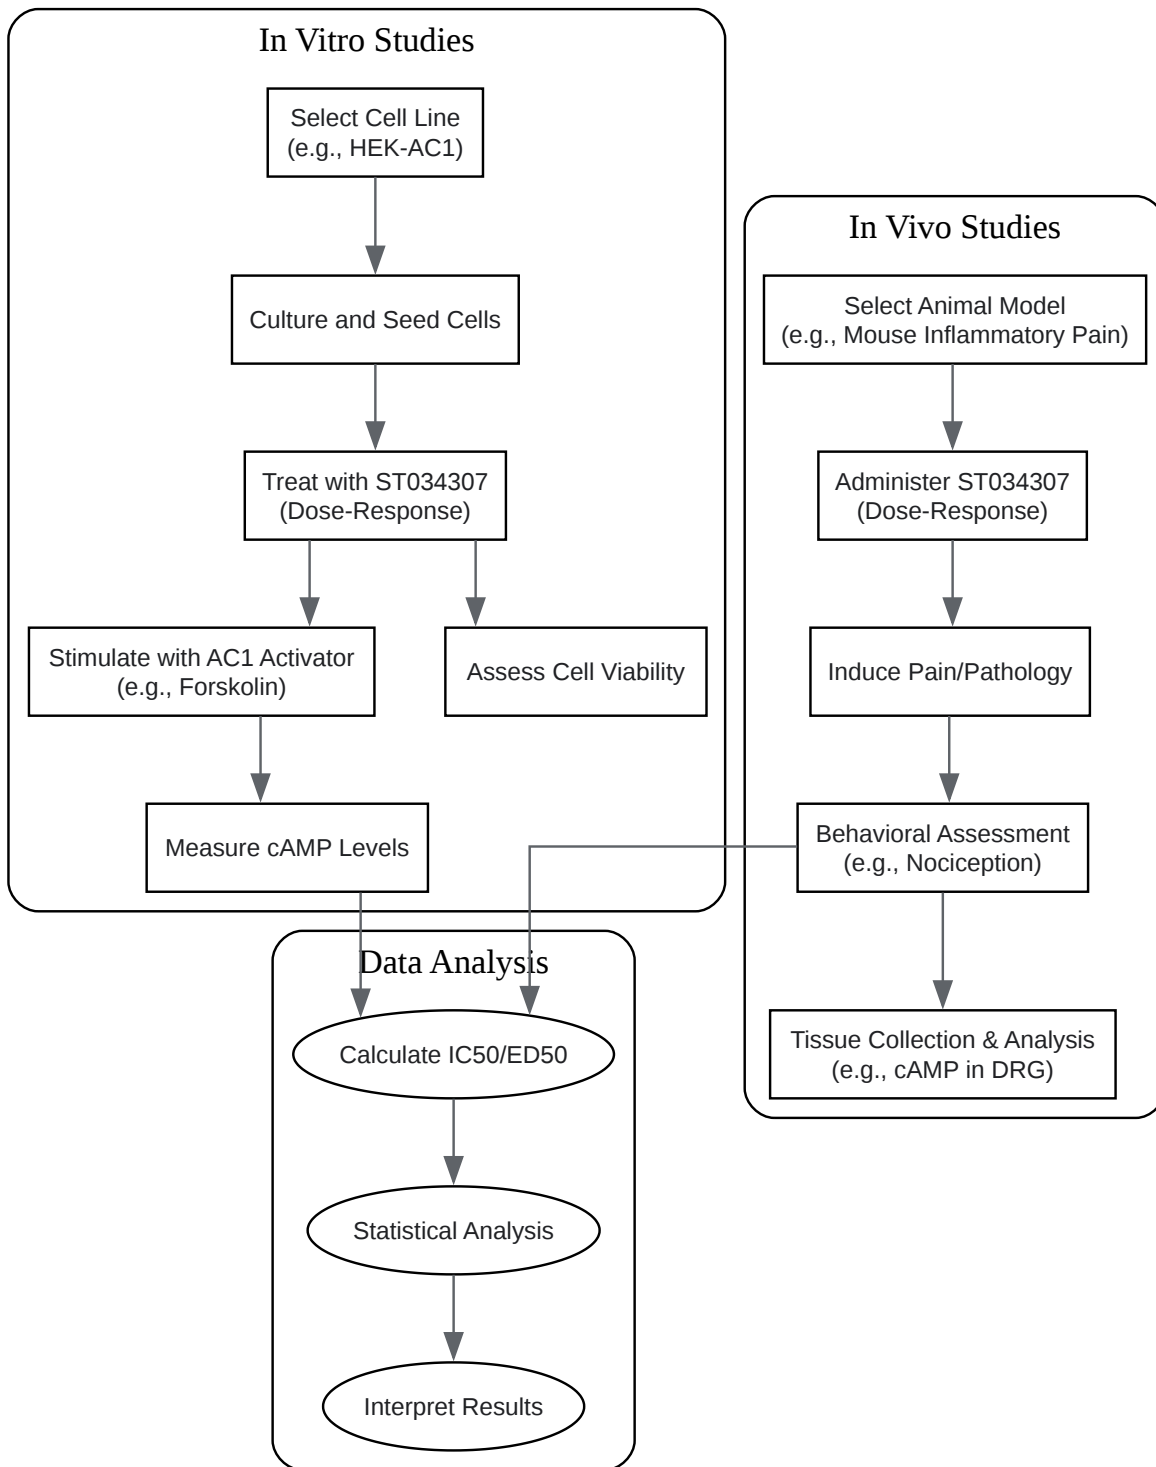 In Vitro Studies
Select Cell Line
(e.g., HEK-AC1)
Culture and Seed Cells
Treat with ST034307
(Dose-Response)
Stimulate with AC1 Activator
(e.g., Forskolin)
Assess Cell Viability
Measure cAMP Levels
In Vivo Studies
Select Animal Model
(e.g., Mouse Inflammatory Pain)
Administer ST034307
(Dose-Response)
Induce Pain/Pathology
Behavioral Assessment
(e.g., Nociception)
Tissue Collection & Analysis
(e.g., cAMP in DRG)
Data Analysis
Calculate IC50/ED50
Statistical Analysis
Interpret Results